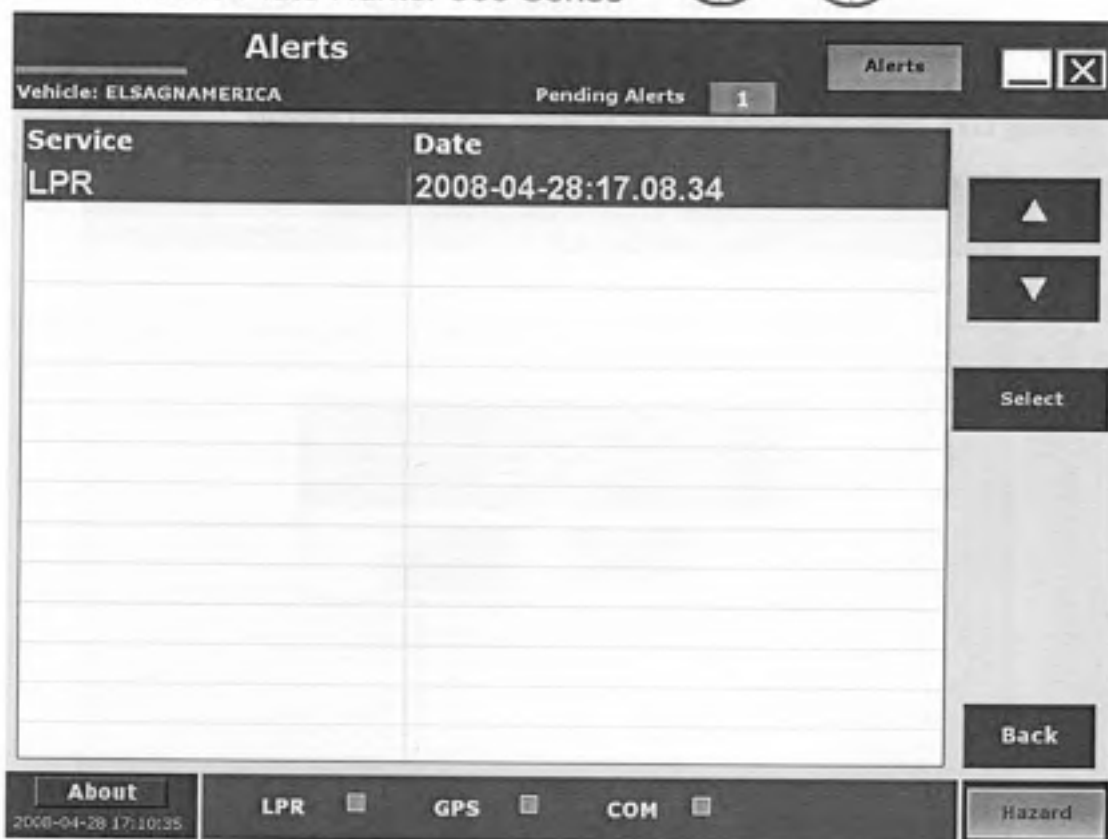 Alerts
Alerts
Vehicle: ELSAGNAMERICA
Pending Alerts 1
Service Date
LPR 2008-04-28:17.08.34
Select
Back
About
2008-04-28 17:10:35
LPR GPS COM
Hazard